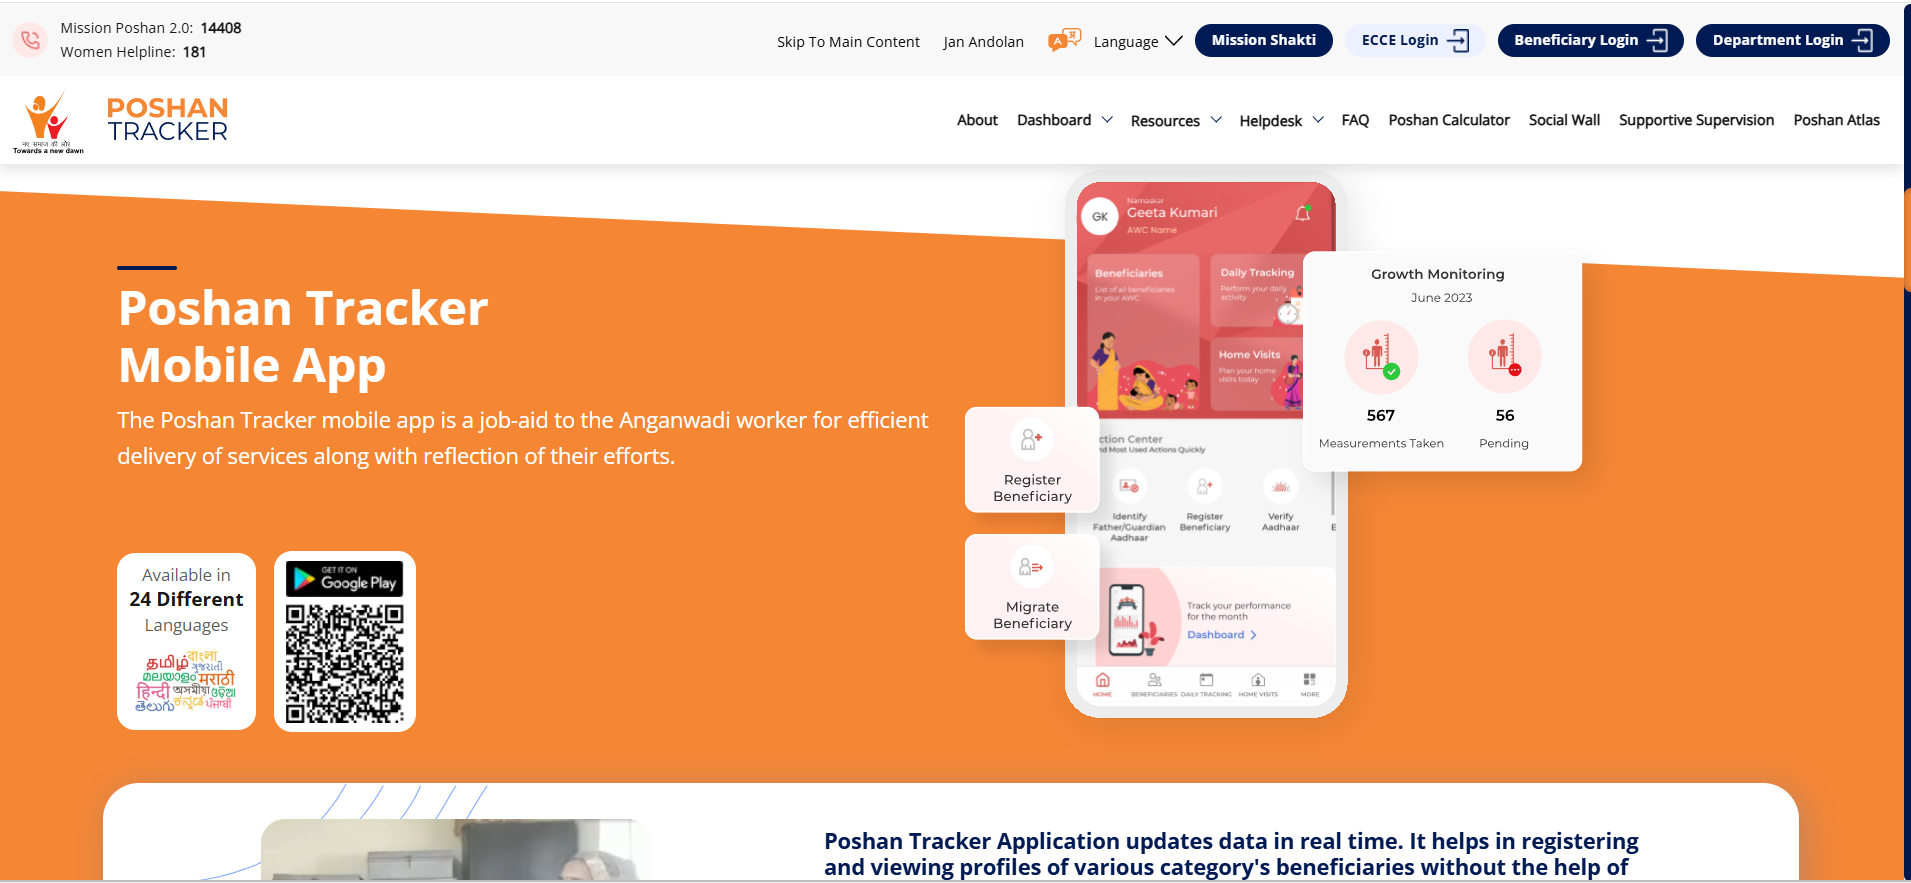 Mission Poshan 2.0: 14408
Women Helpline: 181
Skip To Main Content
Jan Andolan
Language
Mission Shakti
ECCE Login
Beneficiary Login
Department Login
नए समाज की ओर
Towards a new dawn
POSHAN
TRACKER
About
Dashboard
Resources
Helpdesk
FAQ
Poshan Calculator
Social Wall
Supportive Supervision
Poshan Atlas
Poshan Tracker
Mobile App
The Poshan Tracker mobile app is a job-aid to the Anganwadi worker for efficient
delivery of services along with reflection of their efforts.
Available in
24 Different
Languages
தமிழ்
বাংলা
ગુજરાતી
മലയാളം
मराठी
हिन्दी
অসমীয়া
ଓଡ଼ିଆ
తెలుగు
ಕನ್ನಡ
ਪੰਜਾਬੀ
GET IT ON
Google Play
GK
Namaskar
Geeta Kumari
AWC Name
Beneficiaries
List of all beneficiaries
in your AWC
Daily Tracking
Perform your daily
activity
Home Visits
Plan your home
visits today
Growth Monitoring
June 2023
567
Measurements Taken
56
Pending
Register
Beneficiary
Migrate
Beneficiary
ction Center
nd Most Used Actions Quickly
Identify
Father/Guardian
Aadhaar
Register
Beneficiary
Verify
Aadhaar
Track your performance
for the month
Dashboard
HOME
BENEFICIARIES
DAILY TRACKING
HOME VISITS
MORE
Poshan Tracker Application updates data in real time. It helps in registering
and viewing profiles of various category's beneficiaries without the help of